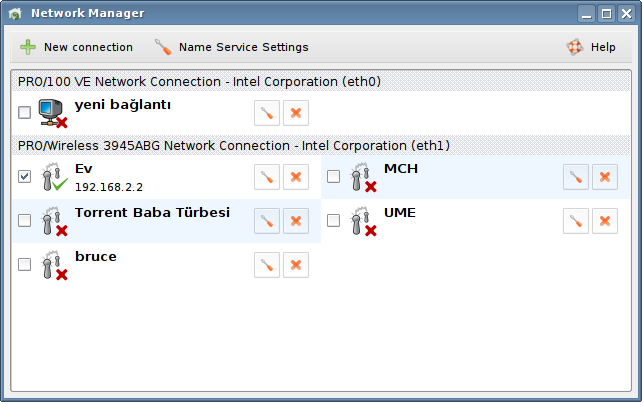 Network Manager
New connection
Name Service Settings
Help
PRO/100 VE Network Connection - Intel Corporation (eth0)
yeni bağlantı
PRO/Wireless 3945ABG Network Connection - Intel Corporation (eth1)
Ev
192.168.2.2
MCH
Torrent Baba Türbesi
UME
bruce